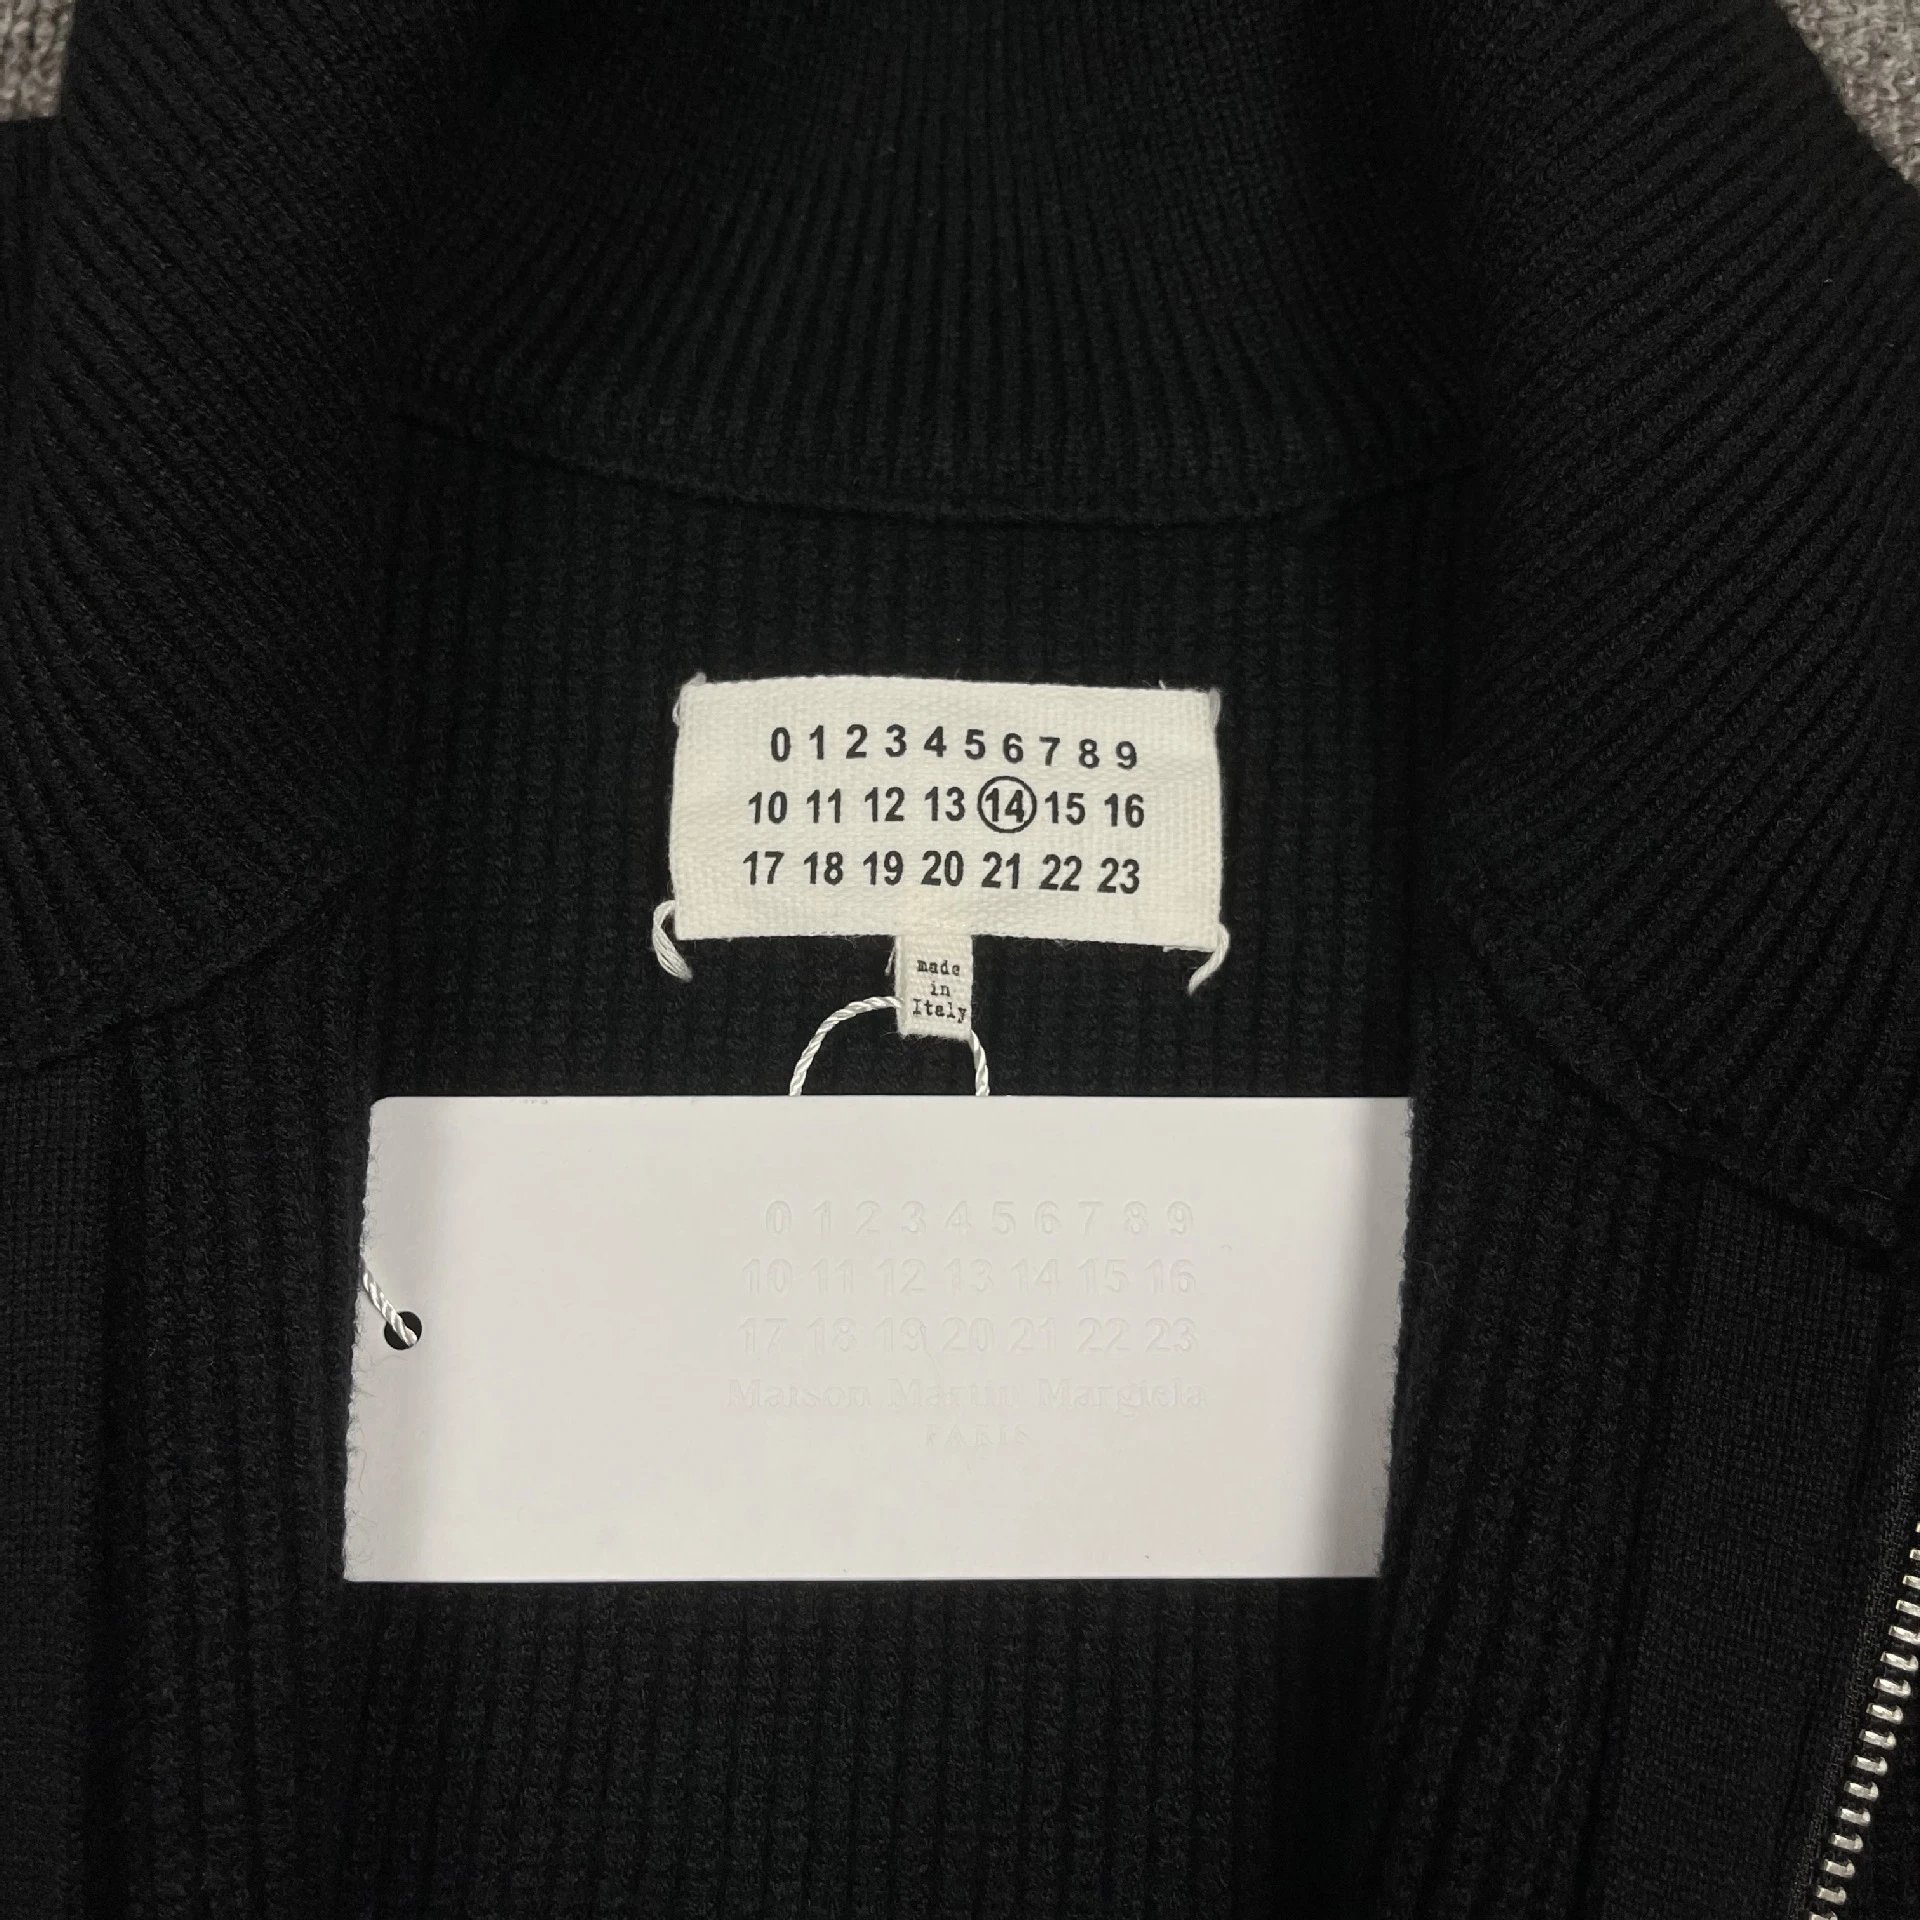 0 1 2 3 4 5 6 7 8 9
10 11 12 13 14 15 16
17 18 19 20 21 22 23
made
in
Italy
0 1 2 3 4 5 6 7 8 9
10 11 12 13 14 15 16
17 18 19 20 21 22 23
Maison Martin Margiela
PARIS